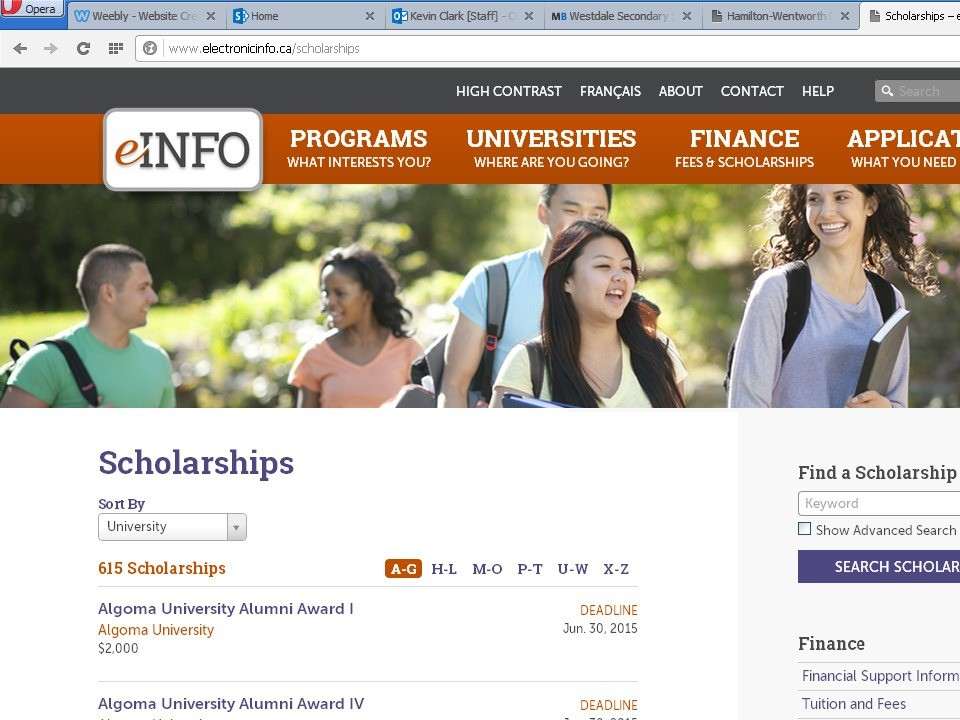 Opera
Weebly - Website Cre
Home
Kevin Clark [Staff] -
MB Westdale Secondary
Hamilton-Wentworth
Scholarships – e
www.electronicinfo.ca/scholarships
HIGH CONTRAST FRANÇAIS ABOUT CONTACT HELP
Search
eINFO
PROGRAMS UNIVERSITIES FINANCE APPLICAT
WHAT INTERESTS YOU? WHERE ARE YOU GOING? FEES & SCHOLARSHIPS WHAT YOU NEED
Scholarships
Sort By
University
615 Scholarships A-G H-L M-O P-T U-W X-Z
Algoma University Alumni Award I DEADLINE
Algoma University Jun. 30, 2015
$2,000
Algoma University Alumni Award IV DEADLINE
Find a Scholarship
Keyword
Show Advanced Search
SEARCH SCHOLAR
Finance
Financial Support Inform
Tuition and Fees